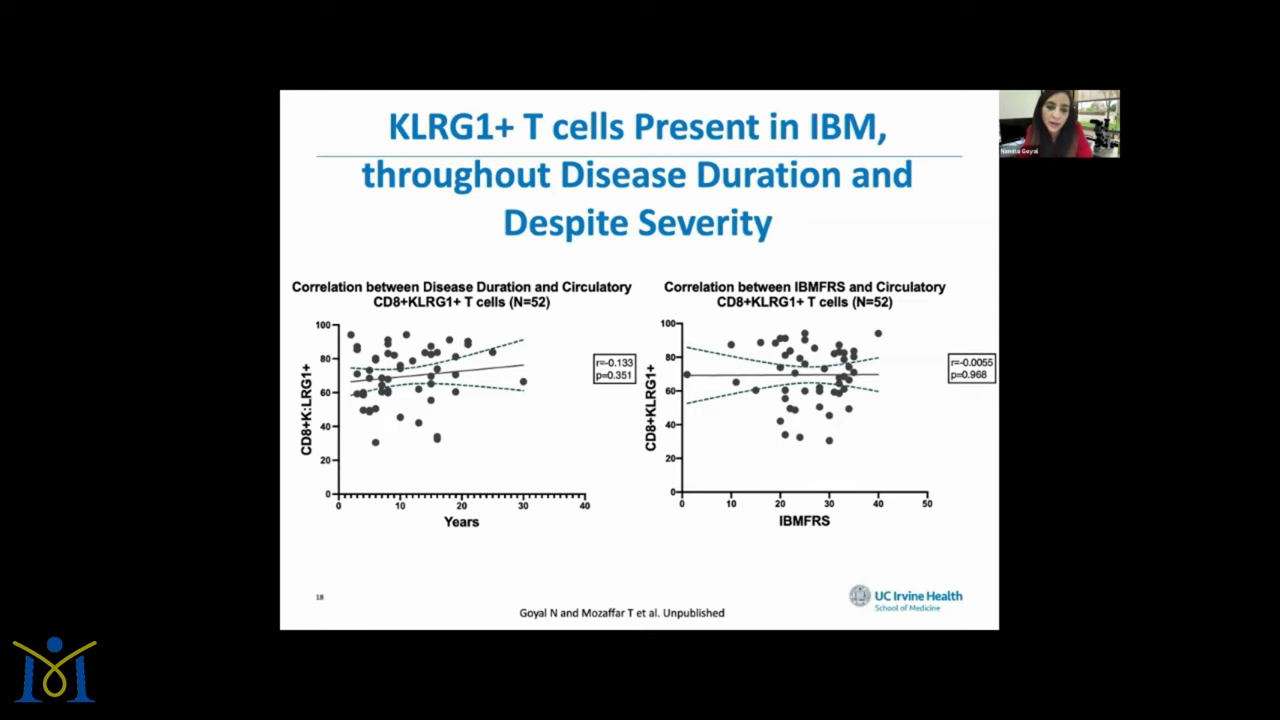 KLRG1+ T cells Present in IBM,
throughout Disease Duration and
Despite Severity
Namita Goyal
Correlation between Disease Duration and Circulatory
CD8+KLRG1+ T cells (N=52)
100
80
60
40
20
0
CD8+K:LRG1+
0
10
20
30
40
Years
r=-0.133
p=0.351
Correlation between IBMFRS and Circulatory
CD8+KLRG1+ T cells (N=52)
100
80
60
40
20
0
CD8+KLRG1+
0
10
20
30
40
50
IBMFRS
r=-0.0055
p=0.968
18
Goyal N and Mozaffar T et al. Unpublished
UC Irvine Health
School of Medicine